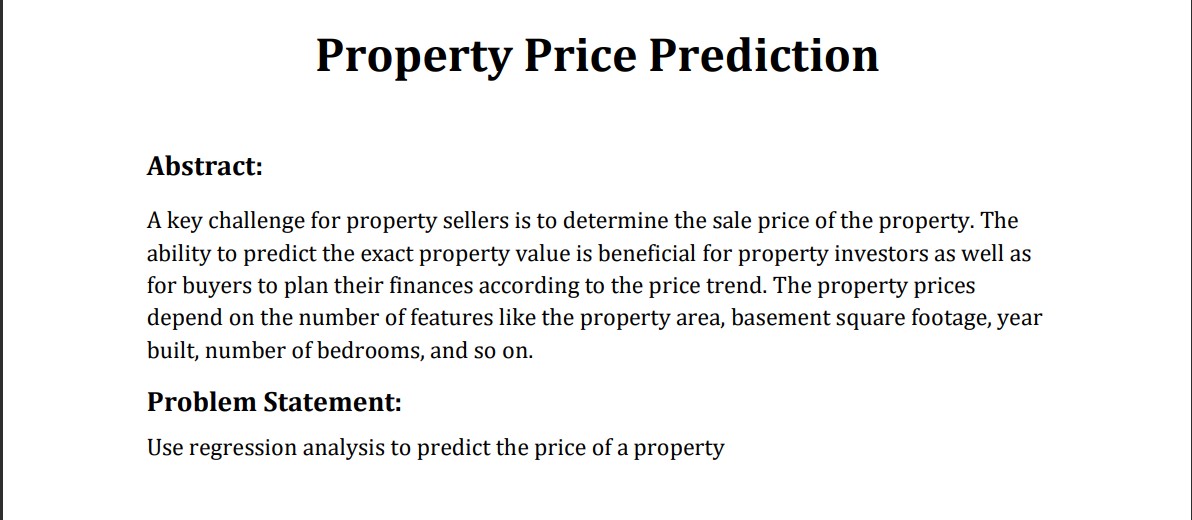 Property Price Prediction
Abstract:
A key challenge for property sellers is to determine the sale price of the property. The
ability to predict the exact property value is beneficial for property investors as well as
for buyers to plan their finances according to the price trend. The property prices
depend on the number of features like the property area, basement square footage, year
built, number of bedrooms, and so on.
Problem Statement:
Use regression analysis to predict the price of a property